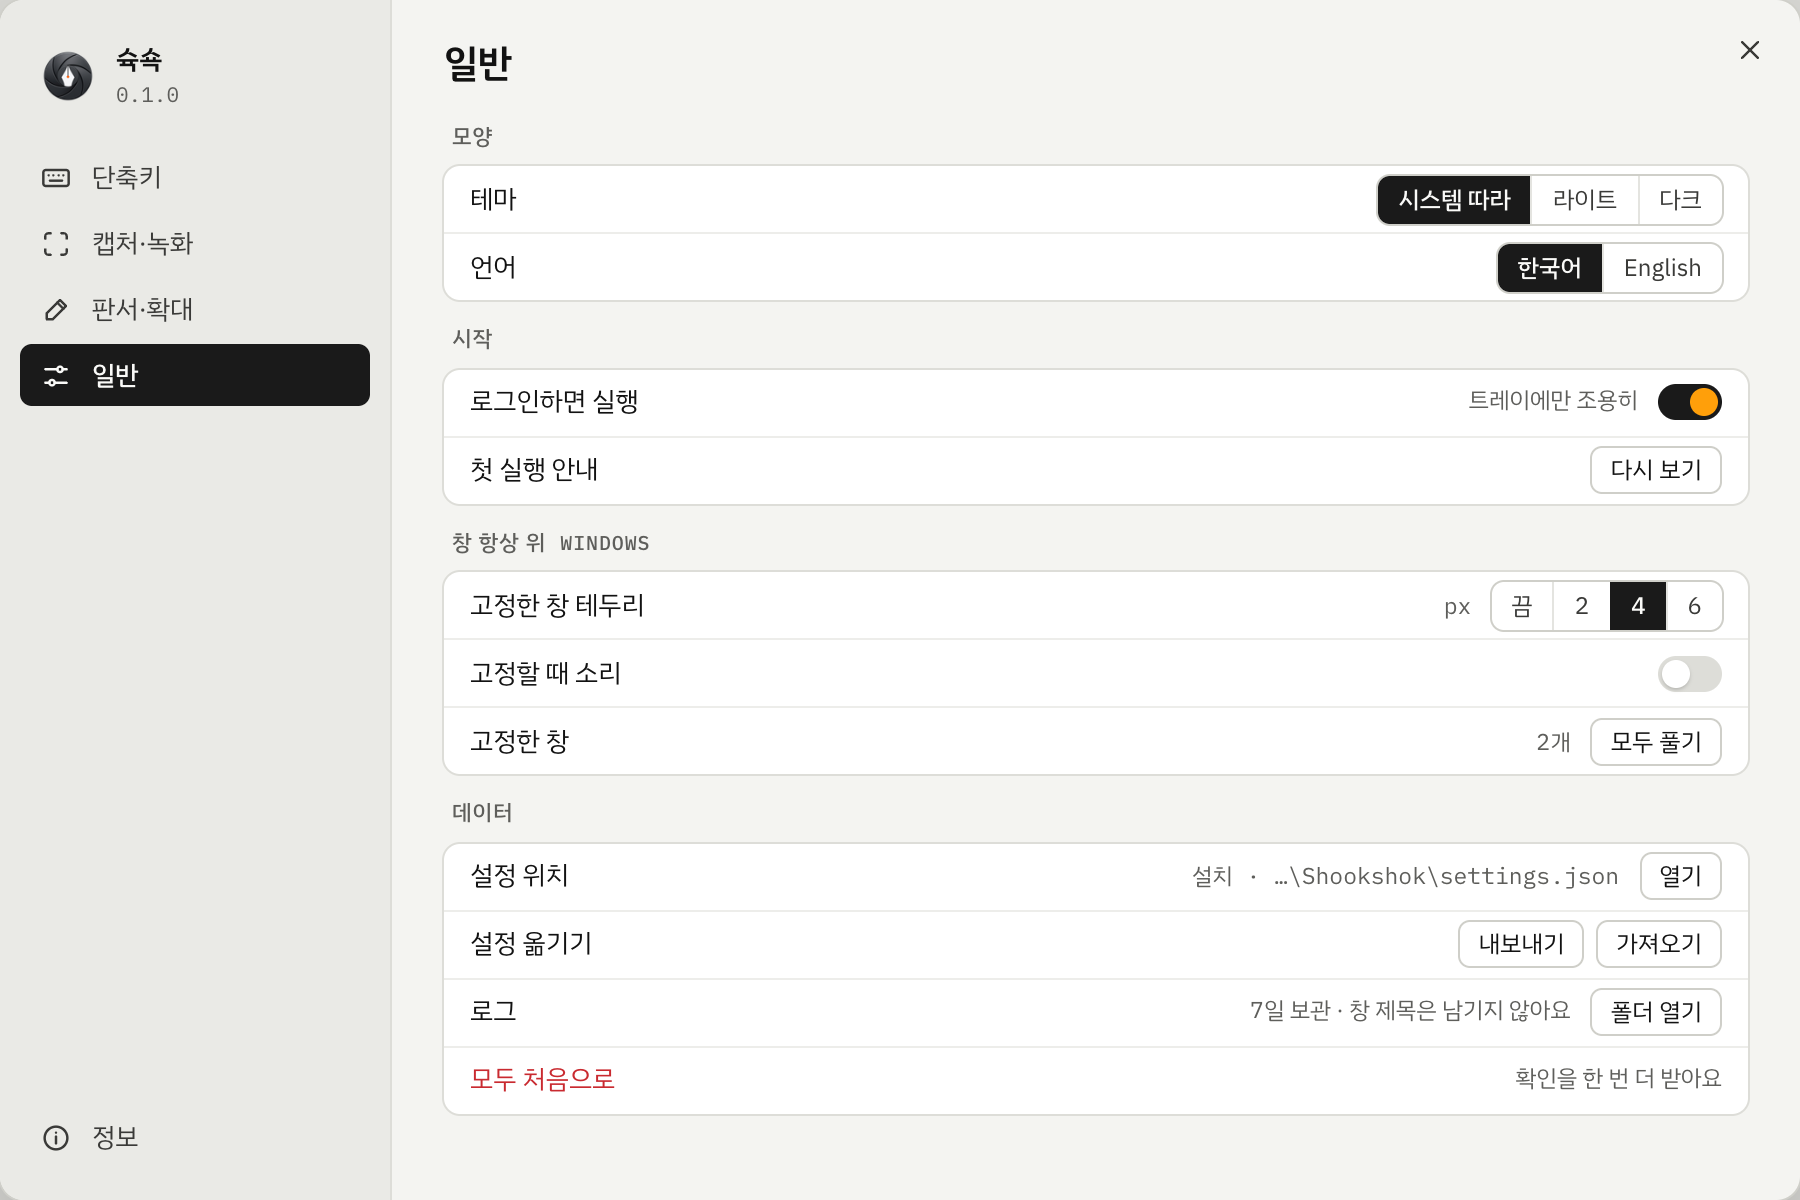 슉쇽
0.1.0
단축키
캡처·녹화
판서·확대
일반
정보
일반
모양
테마 시스템 따라 라이트 다크
언어 한국어 English
시작
로그인하면 실행 트레이에만 조용히
첫 실행 안내 다시 보기
창 항상 위 WINDOWS
고정한 창 테두리 px 끔 2 4 6
고정할 때 소리
고정한 창 2개 모두 풀기
데이터
설정 위치 설치 · …\Shookshok\settings.json 열기
설정 옮기기 내보내기 가져오기
로그 7일 보관 · 창 제목은 남기지 않아요 폴더 열기
모두 처음으로 확인을 한 번 더 받아요